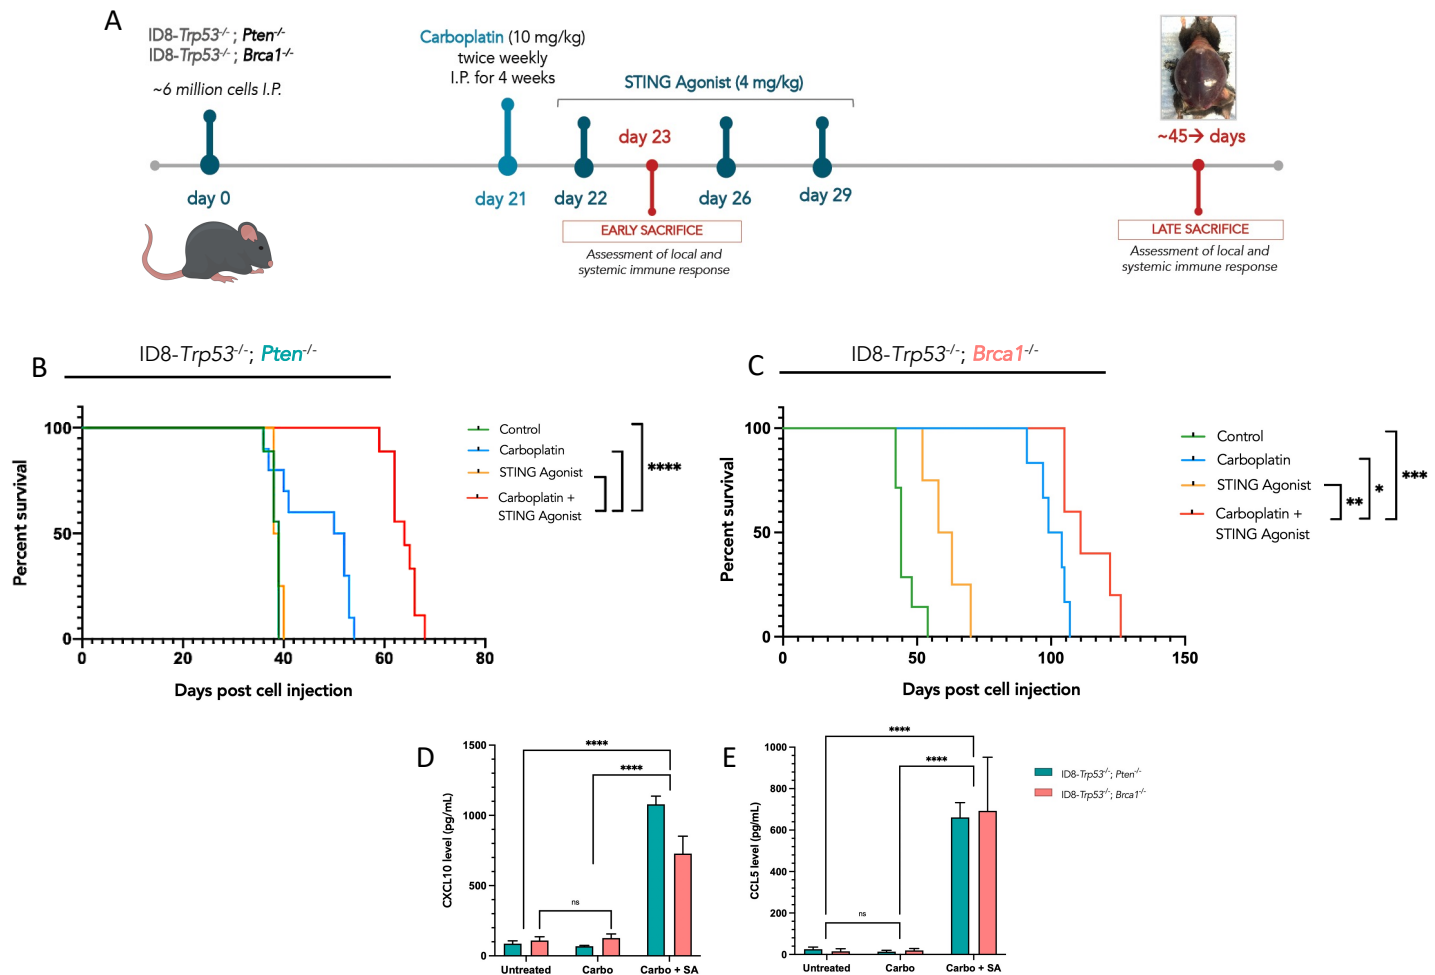 A
ID8-Trp53-/-; Pten-/-
ID8-Trp53-/-; Brca1-/-
~6 million cells I.P.
Carboplatin (10 mg/kg)
twice weekly
I.P. for 4 weeks
STING Agonist (4 mg/kg)
day 23
~45→ days
day 0
day 21
day 22
day 26
day 29
EARLY SACRIFICE
Assessment of local and
systemic immune response
LATE SACRIFICE
Assessment of local and
systemic immune response
B
ID8-Trp53-/-; Pten-/-
Percent survival
100
50
0
0
20
40
60
80
Days post cell injection
Control
Carboplatin
STING Agonist
Carboplatin +
STING Agonist
****
C
ID8-Trp53-/-; Brca1-/-
Percent survival
100
50
0
0
50
100
150
Days post cell injection
Control
Carboplatin
STING Agonist
Carboplatin +
STING Agonist
**
*
***
D
CXCL10 level (pg/mL)
1500
1000
500
0
****
****
ns
Untreated
Carbo
Carbo + SA
E
CCL5 level (pg/mL)
1000
800
600
400
200
0
****
****
ns
Untreated
Carbo
Carbo + SA
ID8-Trp53-/-; Pten-/-
ID8-Trp53-/-; Brca1-/-